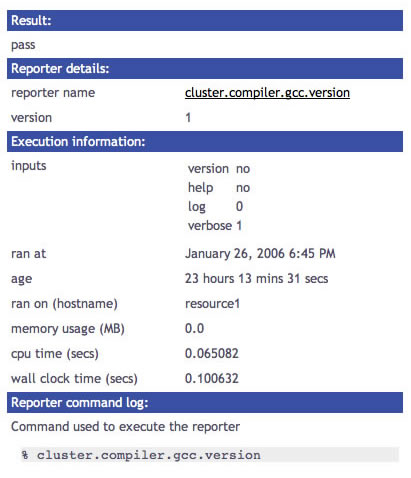 Result:
pass
Reporter details:
reporter name cluster.compiler.gcc.version
version 1
Execution information:
inputs version no
help no
log 0
verbose 1
ran at January 26, 2006 6:45 PM
age 23 hours 13 mins 31 secs
ran on (hostname) resource1
memory usage (MB) 0.0
cpu time (secs) 0.065082
wall clock time (secs) 0.100632
Reporter command log:
Command used to execute the reporter
% cluster.compiler.gcc.version